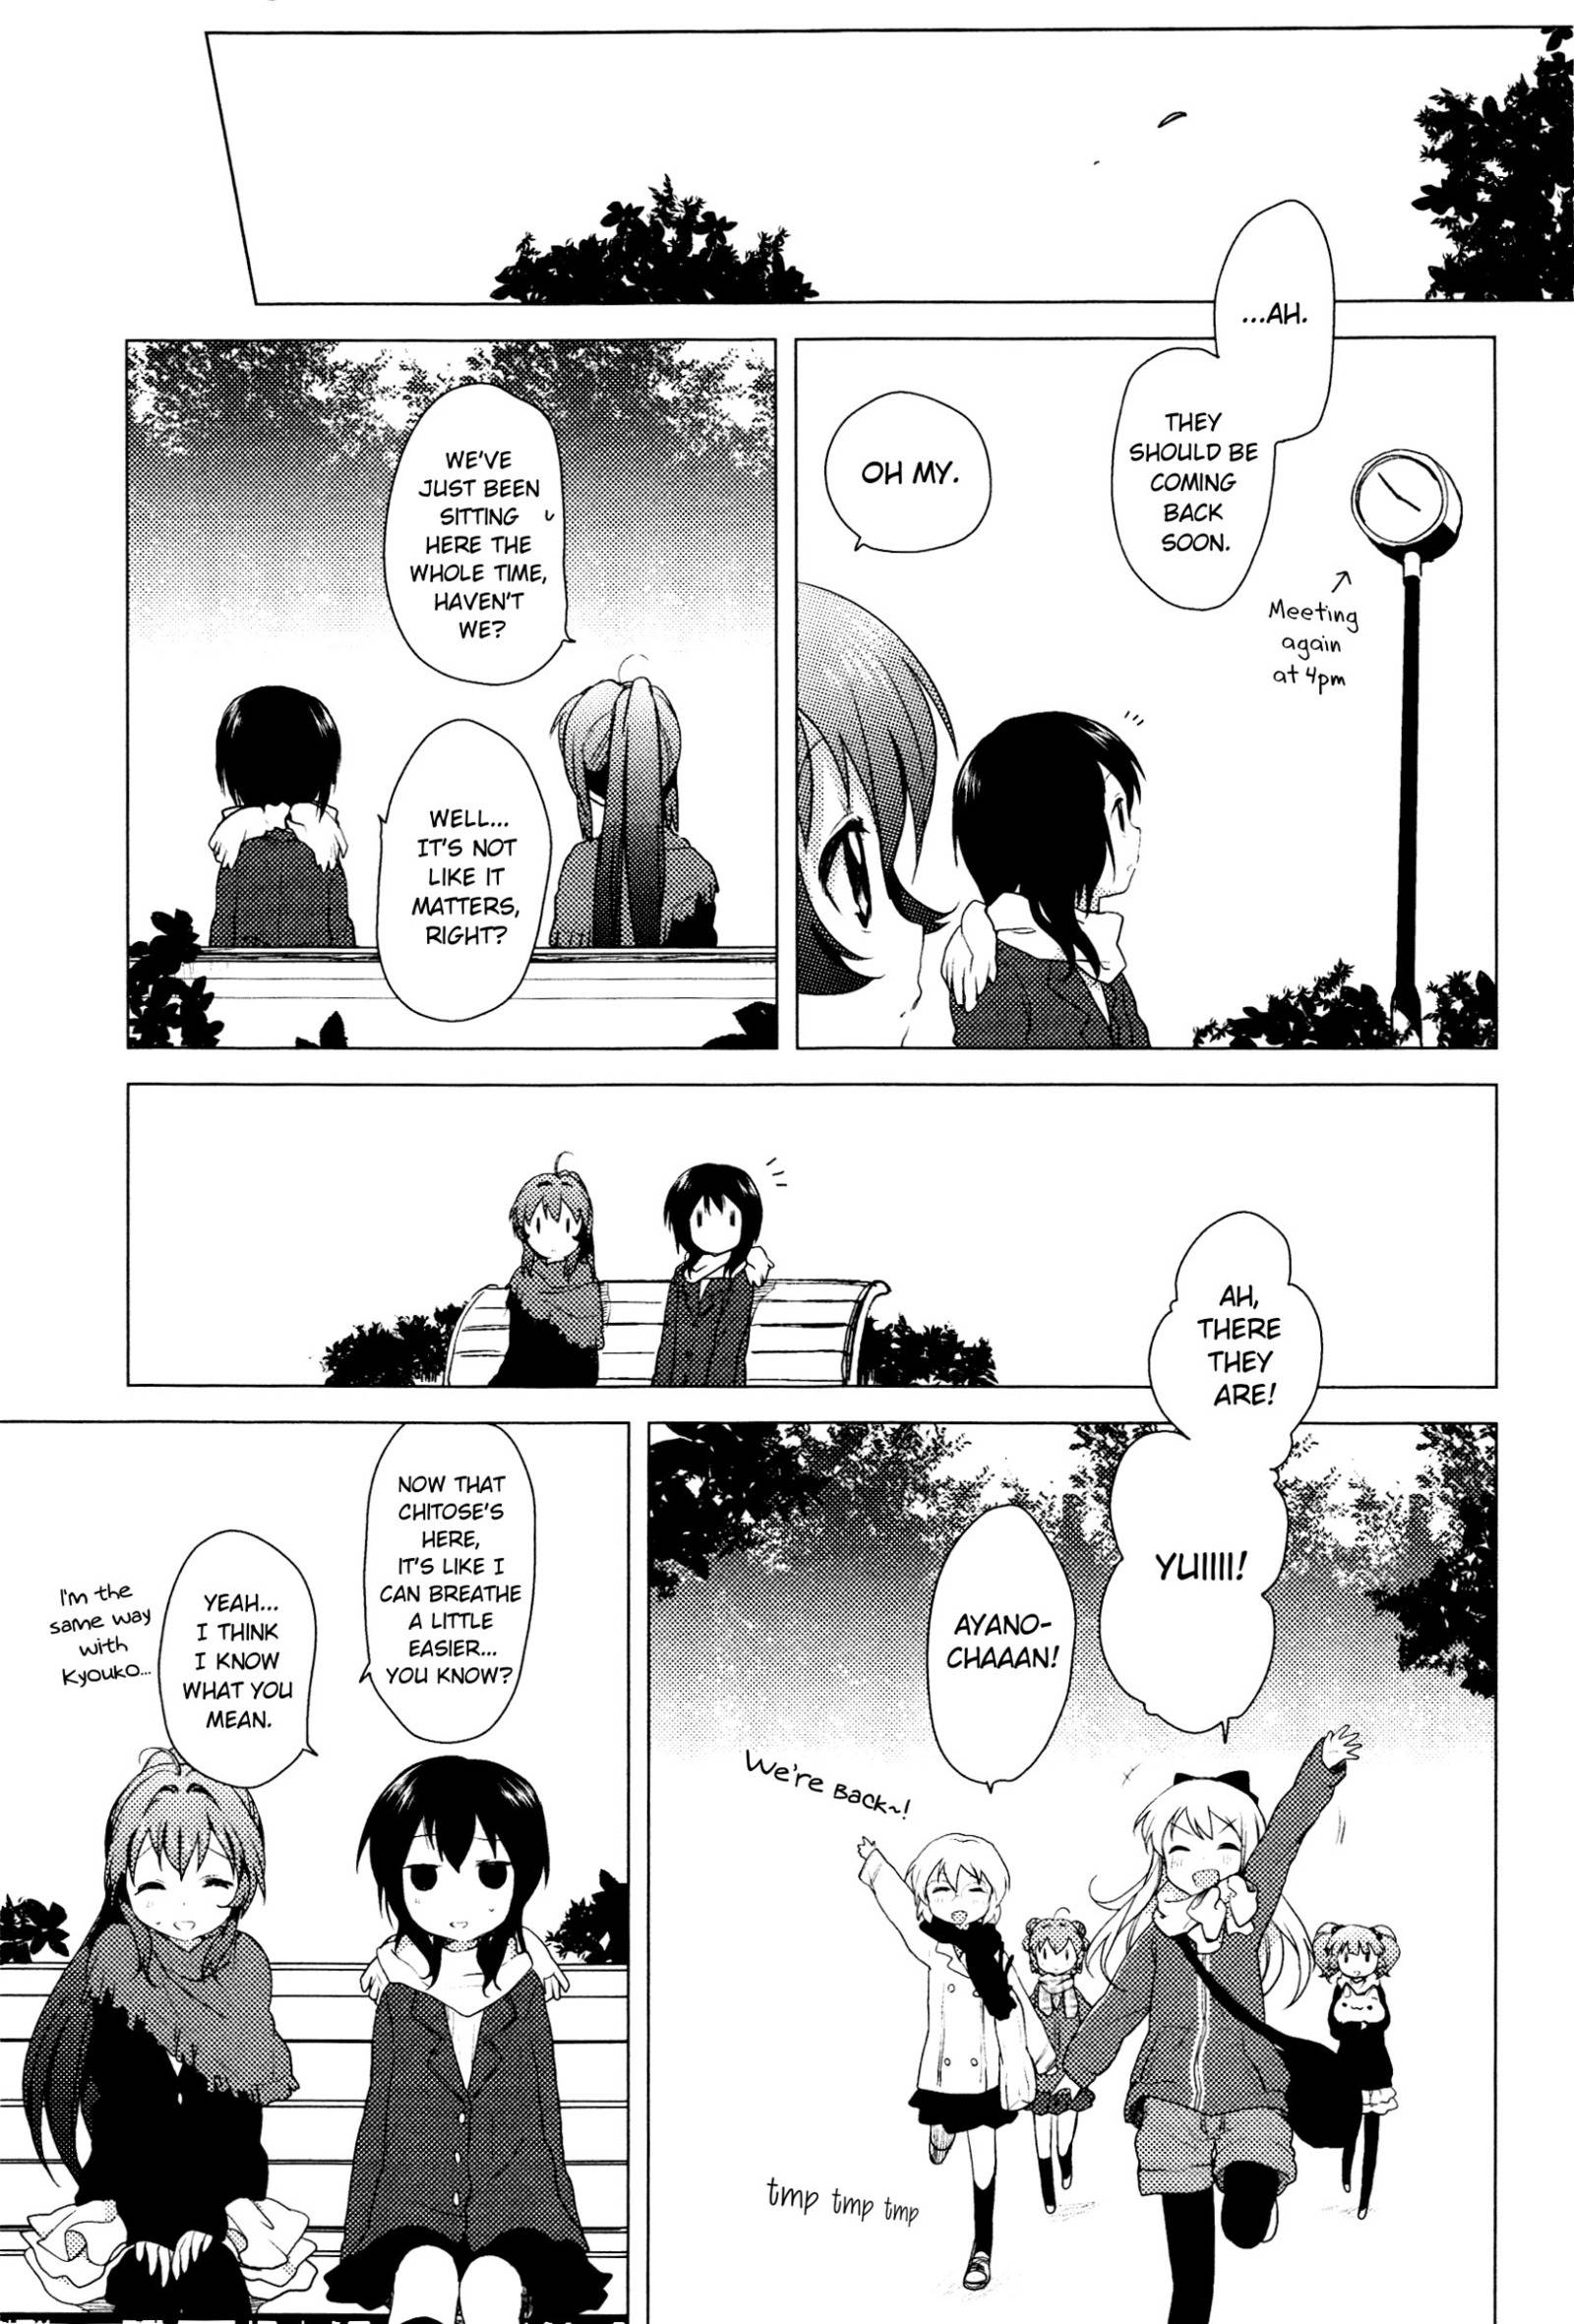 ...AH.
THEY
SHOULD BE
COMING
BACK
SOON.
OH MY.
Meeting
again
at 4pm
WE'VE
JUST BEEN
SITTING
HERE THE
WHOLE TIME,
HAVEN'T
WE?
WELL...
IT'S NOT
LIKE IT
MATTERS,
RIGHT?
AH,
THERE
THEY
ARE!
YUIIII!
AYANO-
CHAAAN!
We're Back~!
tmp tmp tmp
NOW THAT
CHITOSE'S
HERE,
IT'S LIKE I
CAN BREATHE
A LITTLE
EASIER...
YOU KNOW?
YEAH...
I THINK
I KNOW
WHAT YOU
MEAN.
I'm the
same way
with
Kyouko...